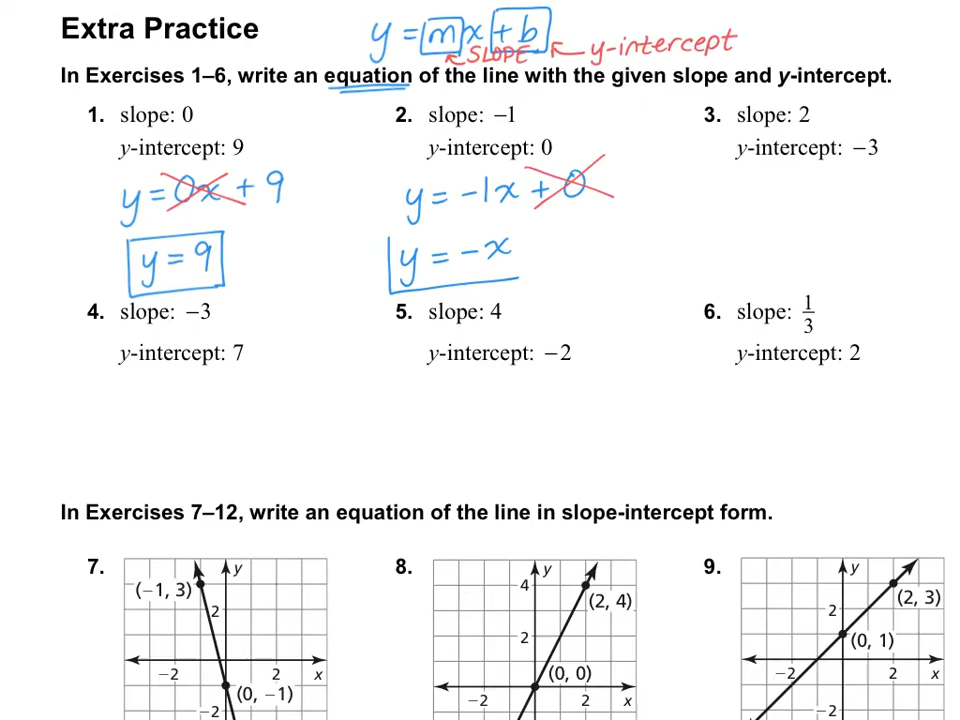 Extra Practice
y = mx + b
SLOPE y-intercept
In Exercises 1–6, write an equation of the line with the given slope and y-intercept.
1. slope: 0
y-intercept: 9
y = 0x + 9
y = 9
2. slope: −1
y-intercept: 0
y = -1x + 0
y = -x
3. slope: 2
y-intercept: −3
4. slope: −3
y-intercept: 7
5. slope: 4
y-intercept: −2
6. slope: 1/3
y-intercept: 2
In Exercises 7–12, write an equation of the line in slope-intercept form.
7.
y
(−1, 3)
2
−2 2 x
(0, −1)
−2
8.
y
4
(2, 4)
2
(0, 0)
−2 2 x
9.
y
(2, 3)
2
(0, 1)
−2 2 x
−2